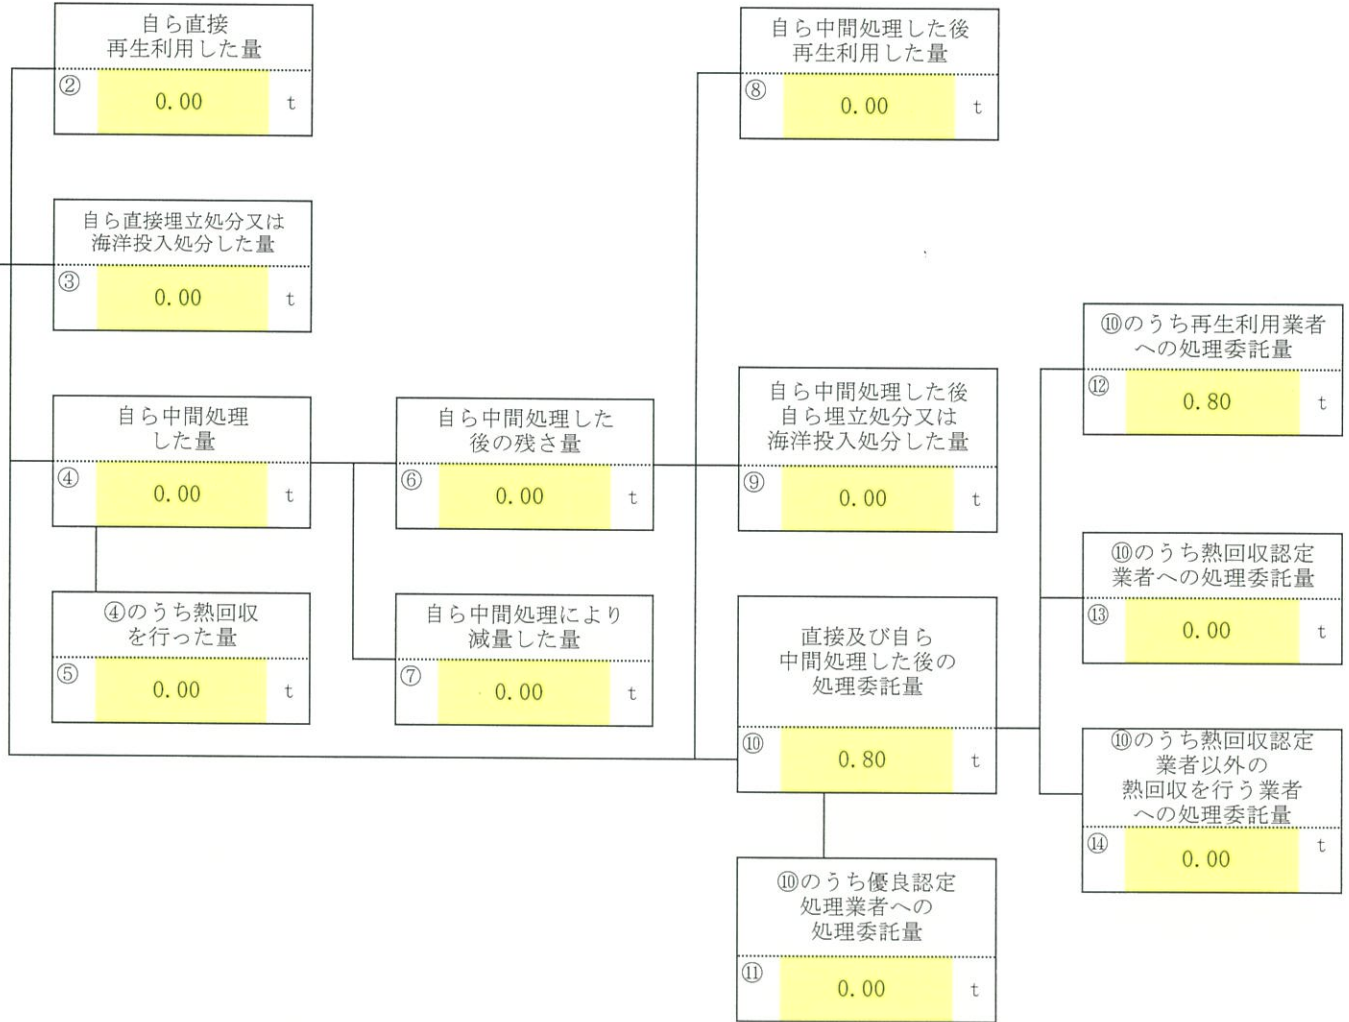 自ら直接
再生利用した量
②
0.00
t
自ら中間処理した後
再生利用した量
⑧
0.00
t
自ら直接埋立処分又は
海洋投入処分した量
③
0.00
t
⑩のうち再生利用業者
への処理委託量
⑫
0.80
t
自ら中間処理
した量
④
0.00
t
自ら中間処理した
後の残さ量
⑥
0.00
t
自ら中間処理した後
自ら埋立処分又は
海洋投入処分した量
⑨
0.00
t
⑩のうち熱回収認定
業者への処理委託量
⑬
0.00
t
④のうち熱回収
を行った量
⑤
0.00
t
自ら中間処理により
減量した量
⑦
0.00
t
直接及び自ら
中間処理した後の
処理委託量
⑩
0.80
t
⑩のうち熱回収認定
業者以外の
熱回収を行う業者
への処理委託量
⑭
0.00
t
⑩のうち優良認定
処理業者への
処理委託量
⑪
0.00
t